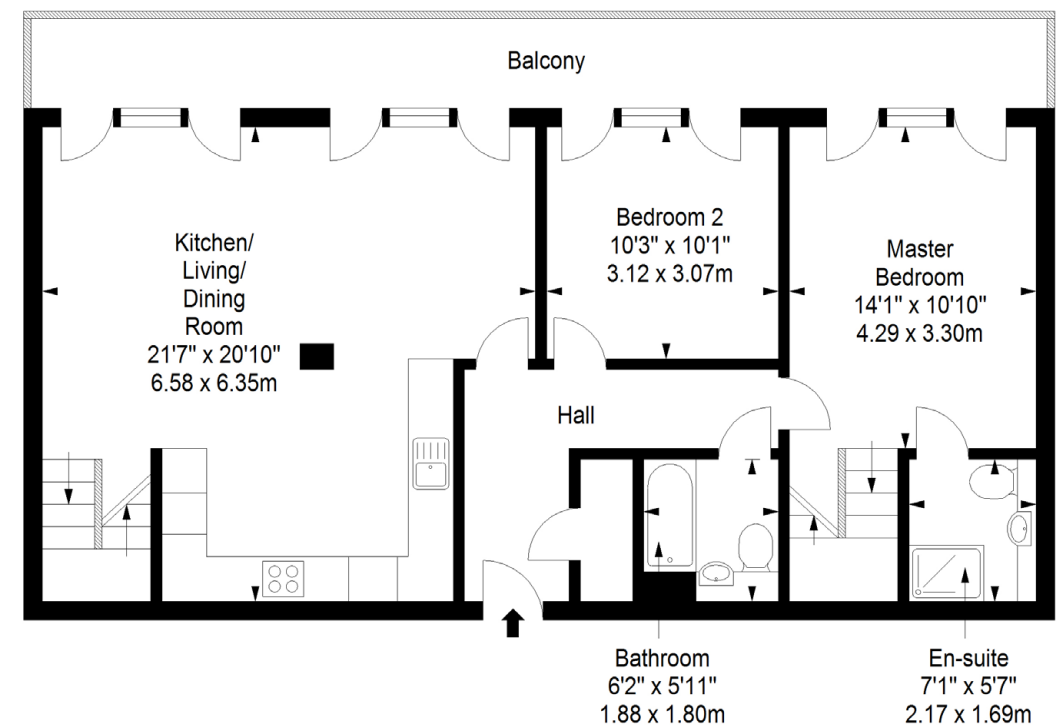 Balcony
Kitchen/
Living/
Dining
Room
21'7" x 20'10"
6.58 x 6.35m
Bedroom 2
10'3" x 10'1"
3.12 x 3.07m
Master
Bedroom
14'1" x 10'10"
4.29 x 3.30m
Hall
Bathroom
6'2" x 5'11"
1.88 x 1.80m
En-suite
7'1" x 5'7"
2.17 x 1.69m